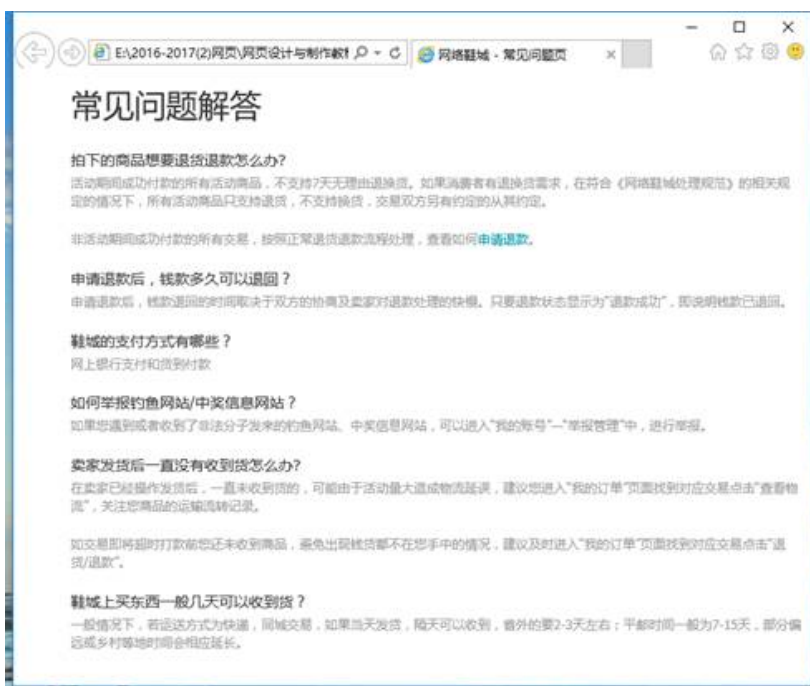 E:\2016-2017(2)网页\网页设计与制作教材
网络鞋城 - 常见问题页
常见问题解答
拍下的商品想要退货退款怎么办?
活动期间成功付款的所有活动商品，不支持7天无理由退换货。如果消费者有退换货需求，在符合《网络鞋城处理规范》的相关规
定的情况下，所有活动商品只支持退货，不支持换货，交易双方另有约定的从其约定。
非活动期间成功付款的所有交易，按照正常退货退款流程处理，查看如何申请退款。
申请退款后，钱款多久可以退回？
申请退款后，钱款退回的时间取决于双方的协商及卖家对退款处理的快慢。只要退款状态显示为"退款成功"，即说明钱款已退回。
鞋城的支付方式有哪些？
网上银行支付和货到付款
如何举报钓鱼网站/中奖信息网站？
如果您遇到或者收到了非法分子发来的钓鱼网站、中奖信息网站，可以进入"我的账号"—"举报管理"中，进行举报。
卖家发货后一直没有收到货怎么办?
在卖家已经操作发货后，一直未收到货的，可能由于活动量大造成物流延误，建议您进入"我的订单"页面找到对应交易点击"查看物
流"，关注您商品的运输流转记录。
如交易即将超时打款前您还未收到商品，避免出现钱货都不在您手中的情况，建议及时进入"我的订单"页面找到对应交易点击"退
货/退款"。
鞋城上买东西一般几天可以收到货？
一般情况下，若运送方式为快递，同城交易，如果当天发货，隔天可以收到，省外的要2-3天左右；平邮时间一般为7-15天，部分偏
远或乡村等地时间会相应延长。